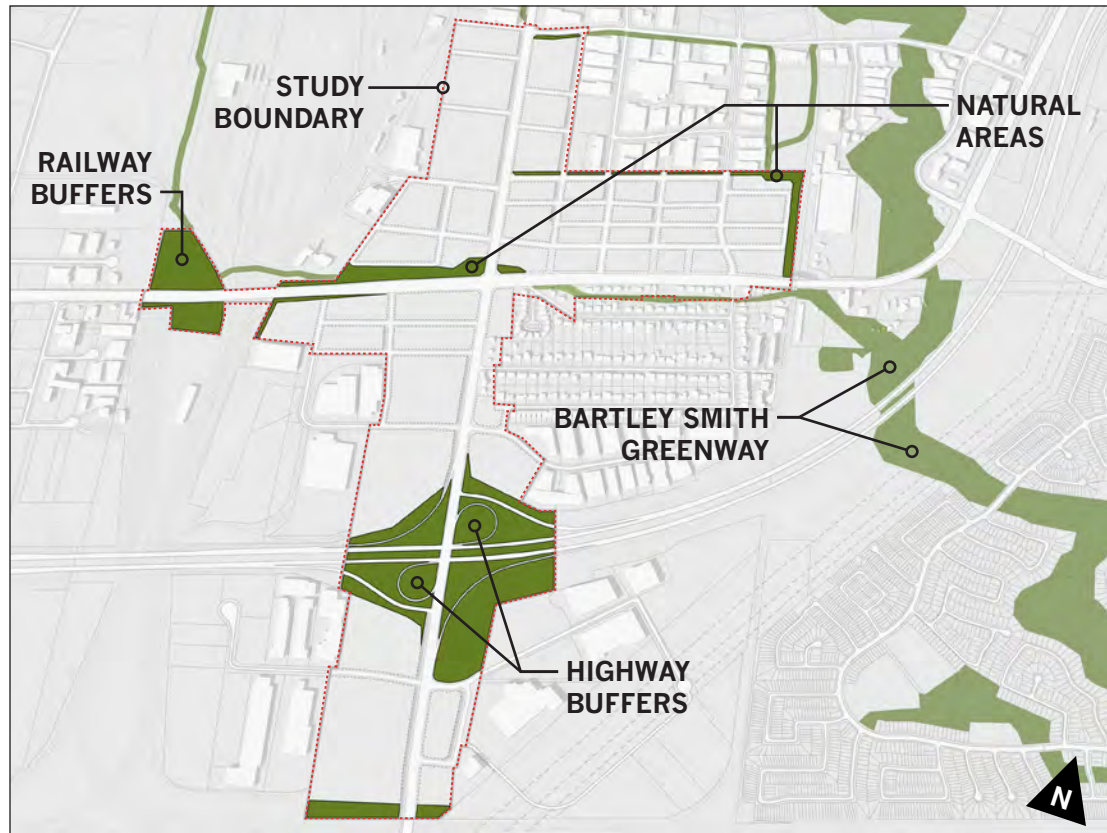 STUDY
BOUNDARY
NATURAL
AREAS
RAILWAY
BUFFERS
BARTLEY SMITH
GREENWAY
HIGHWAY
BUFFERS
N